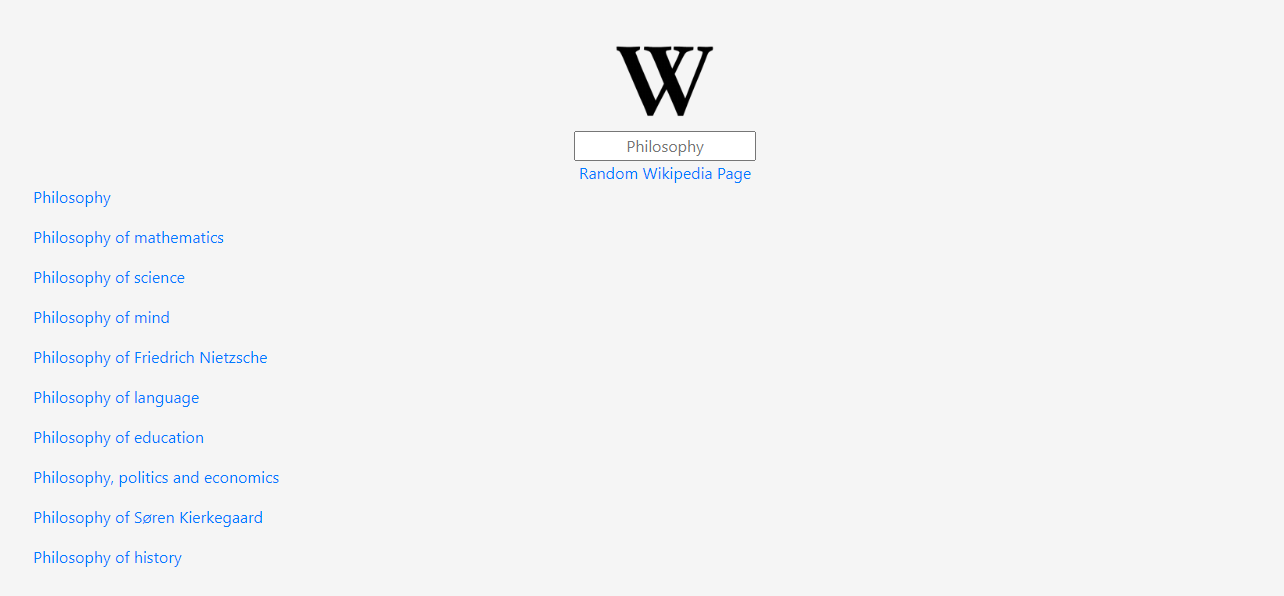 W
Philosophy
Random Wikipedia Page
Philosophy
Philosophy of mathematics
Philosophy of science
Philosophy of mind
Philosophy of Friedrich Nietzsche
Philosophy of language
Philosophy of education
Philosophy, politics and economics
Philosophy of Søren Kierkegaard
Philosophy of history